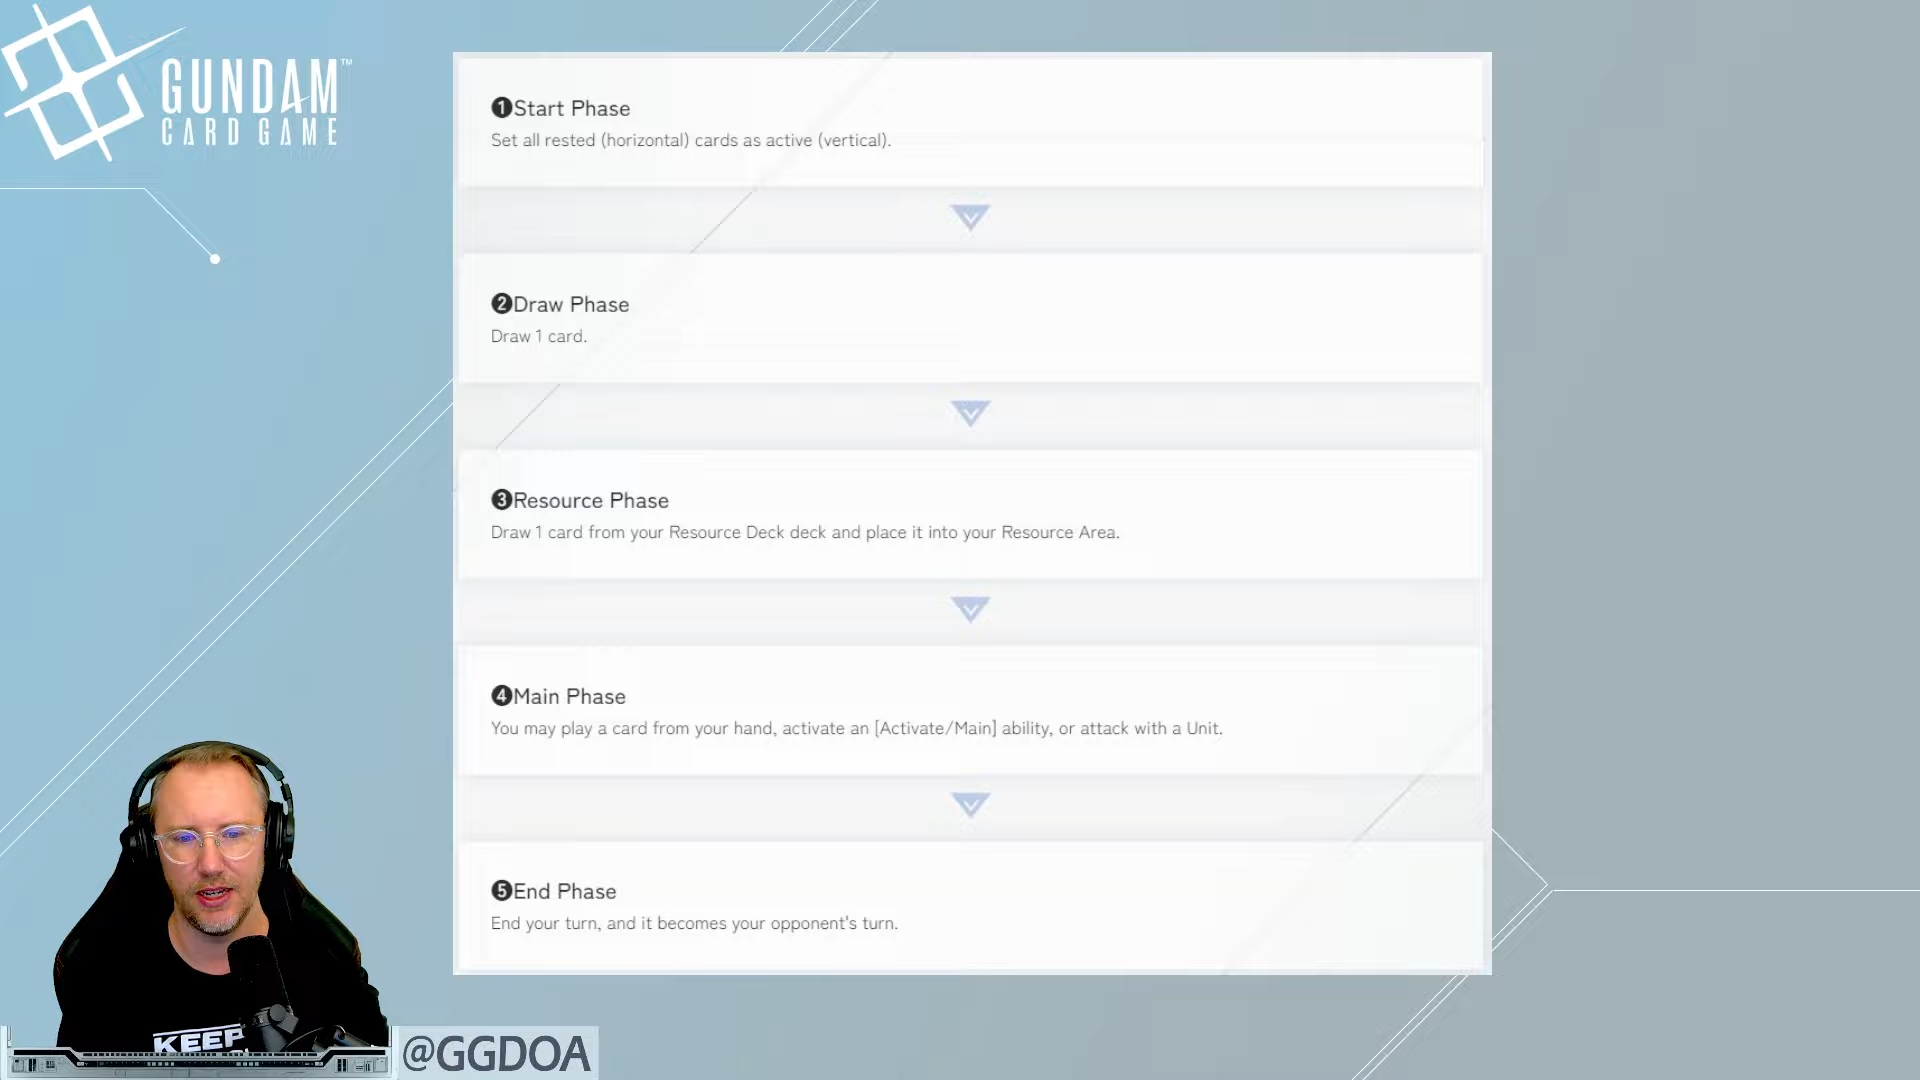 GUNDAM™
CARD GAME
❶Start Phase
Set all rested (horizontal) cards as active (vertical).
❷Draw Phase
Draw 1 card.
❸Resource Phase
Draw 1 card from your Resource Deck deck and place it into your Resource Area.
❹Main Phase
You may play a card from your hand, activate an [Activate/Main] ability, or attack with a Unit.
❺End Phase
End your turn, and it becomes your opponent's turn.
KEEP
@GGDOA